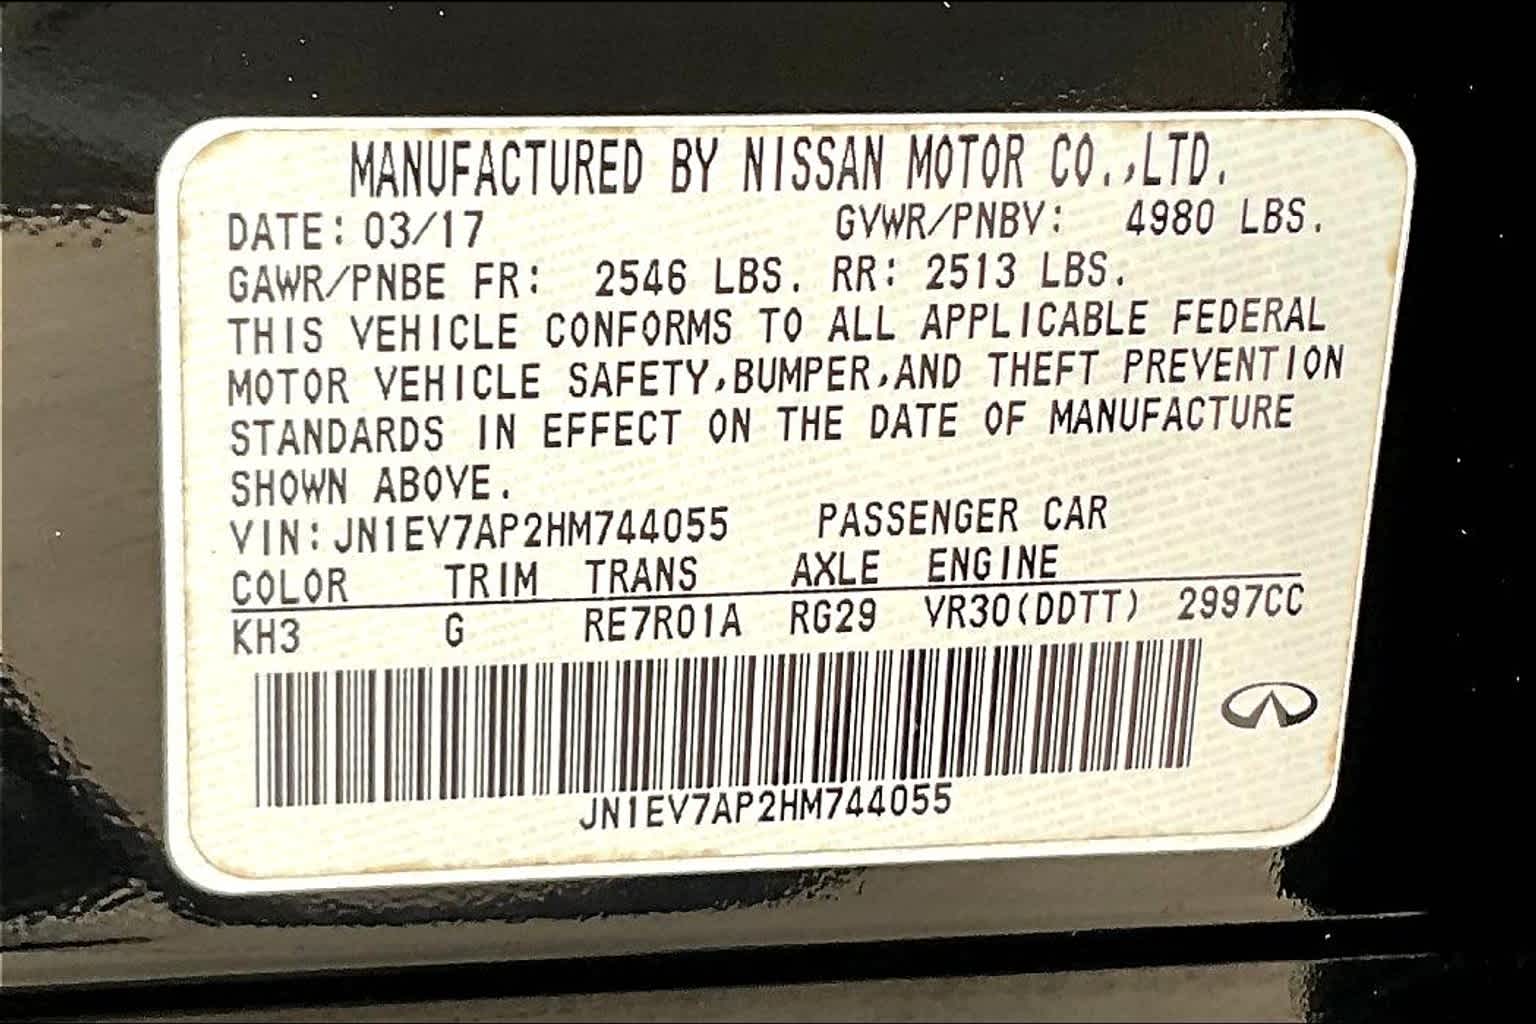 MANUFACTURED BY NISSAN MOTOR CO.,LTD.
DATE: 03/17 GVWR/PNBV: 4980 LBS.
GAWR/PNBE FR: 2546 LBS. RR: 2513 LBS.
THIS VEHICLE CONFORMS TO ALL APPLICABLE FEDERAL
MOTOR VEHICLE SAFETY,BUMPER,AND THEFT PREVENTION
STANDARDS IN EFFECT ON THE DATE OF MANUFACTURE
SHOWN ABOVE.
VIN:JN1EV7AP2HM744055 PASSENGER CAR
COLOR TRIM TRANS AXLE ENGINE
KH3 G RE7R01A RG29 VR30(DDTT) 2997CC
JN1EV7AP2HM744055